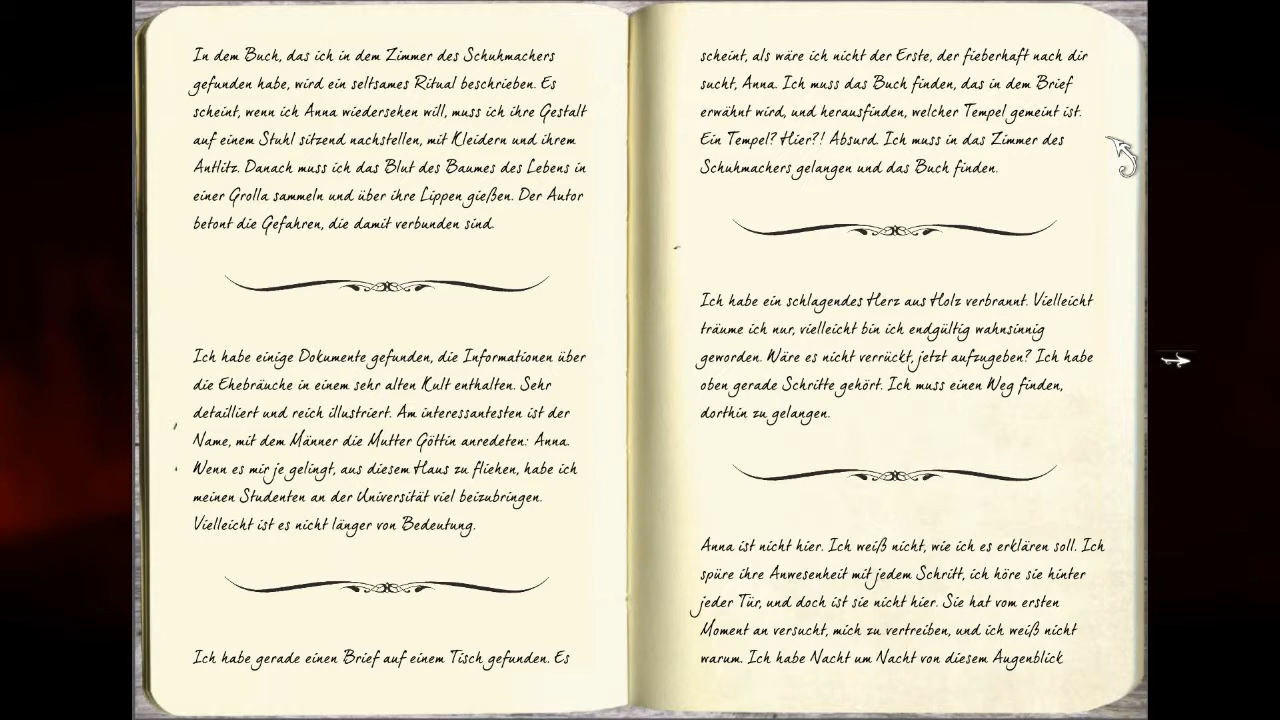 In dem Buch, das ich in dem Zimmer des Schuhmachers
gefunden habe, wird ein seltsames Ritual beschrieben. Es
scheint, wenn ich Anna wiedersehen will, muss ich ihre Gestalt
auf einem Stuhl sitzend nachstellen, mit Kleidern und ihrem
Antlitz. Danach muss ich das Blut des Baumes des Lebens in
einer Grolla sammeln und über ihre Lippen gießen. Der Autor
betont die Gefahren, die damit verbunden sind.
Ich habe einige Dokumente gefunden, die Informationen über
die Ehebräuche in einem sehr alten Kult enthalten. Sehr
detailliert und reich illustriert. Am interessantesten ist der
Name, mit dem Männer die Mutter Göttin anredeten: Anna.
Wenn es mir je gelingt, aus diesem Haus zu fliehen, habe ich
meinen Studenten an der Universität viel beizubringen.
Vielleicht ist es nicht länger von Bedeutung.
Ich habe gerade einen Brief auf einem Tisch gefunden. Es
scheint, als wäre ich nicht der Erste, der fieberhaft nach dir
sucht, Anna. Ich muss das Buch finden, das in dem Brief
erwähnt wird, und herausfinden, welcher Tempel gemeint ist.
Ein Tempel? Hier?! Absurd. Ich muss in das Zimmer des
Schuhmachers gelangen und das Buch finden.
Ich habe ein schlagendes Herz aus Holz verbrannt. Vielleicht
träume ich nur, vielleicht bin ich endgültig wahnsinnig
geworden. Wäre es nicht verrückt, jetzt aufzugeben? Ich habe
oben gerade Schritte gehört. Ich muss einen Weg finden,
dorthin zu gelangen.
Anna ist nicht hier. Ich weiß nicht, wie ich es erklären soll. Ich
spüre ihre Anwesenheit mit jedem Schritt, ich höre sie hinter
jeder Tür, und doch ist sie nicht hier. Sie hat vom ersten
Moment an versucht, mich zu vertreiben, und ich weiß nicht
warum. Ich habe Nacht um Nacht von diesem Augenblick